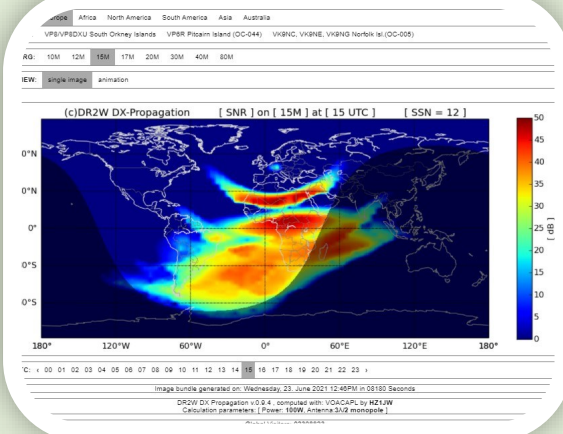 Africa North America South America Asia Australia
VP8/VP8DXU South Orkney Islands VP6R Pitcairn Island (OC-044) VK9NC, VK9NE, VK9NG Norfolk Isl.(OC-005)
10M 12M 15M 17M 20M 30M 40M 80M
single image animation
(c)DR2W DX-Propagation [ SNR ] on [ 15M ] at [ 15 UTC ] [ SSN = 12 ]
50
45
40
35
30
25
20
15
10
5
0
[ dB ]
0°N
0°N
0°
0°S
0°S
180° 120°W 60°W 0° 60°E 120°E 180°
‹ 00 01 02 03 04 05 06 07 08 09 10 11 12 13 14 15 16 17 18 19 20 21 22 23 ›
Image bundle generated on: Wednesday, 23. June 2021 12:46PM in 08180 Seconds
DR2W DX Propagation v.0.9.4 , computed with: VOACAPL by HZ1JW
Calculation parameters: [ Power: 100W, Antenna:3λ/2 monopole ]